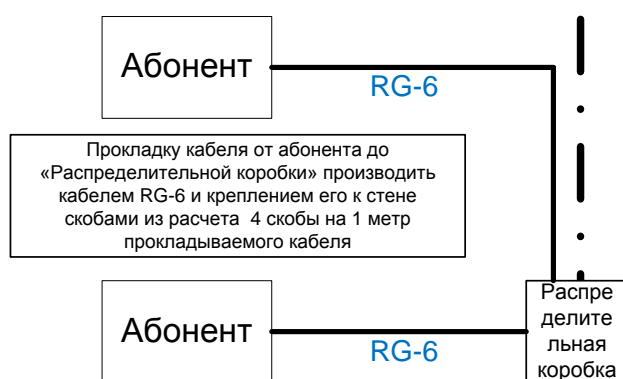 Абонент
RG-6
Прокладку кабеля от абонента до
«Распределительной коробки» производить
кабелем RG-6 и креплением его к стене
скобами из расчета 4 скобы на 1 метр
прокладываемого кабеля
Абонент
RG-6
Распре
делите
льная
коробка